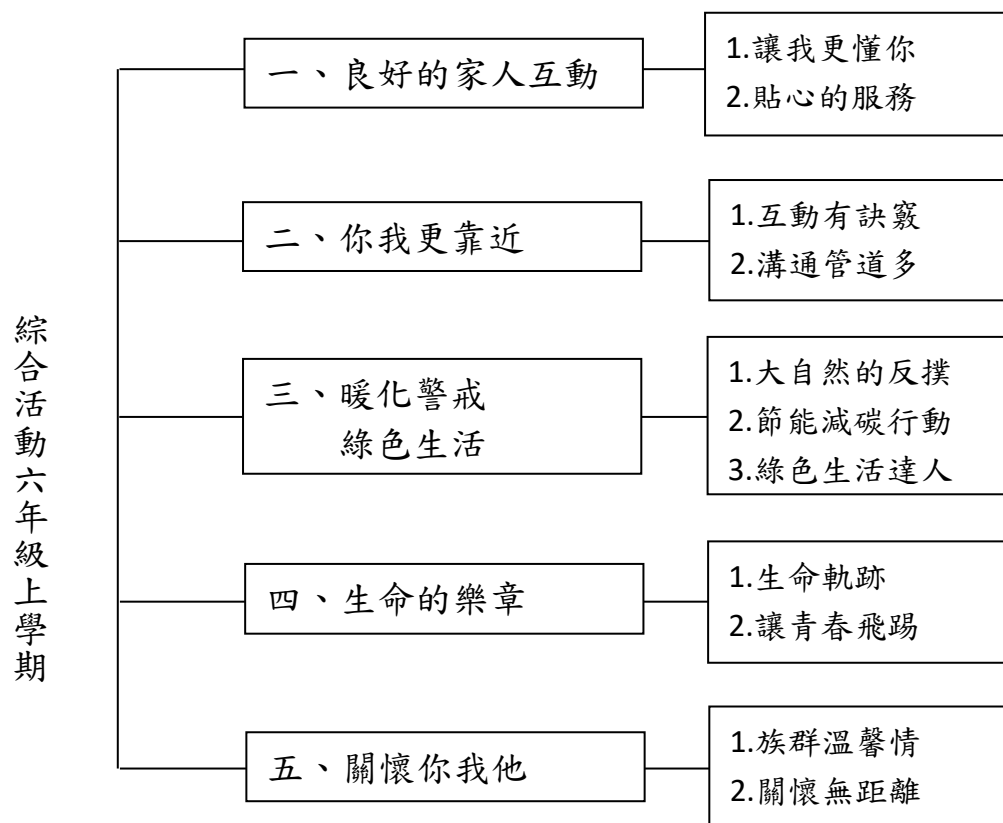 綜合活動六年級上學期
一、良好的家人互動
1.讓我更懂你
2.貼心的服務
二、你我更靠近
1.互動有訣竅
2.溝通管道多
三、暖化警戒
綠色生活
1.大自然的反撲
2.節能減碳行動
3.綠色生活達人
四、生命的樂章
1.生命軌跡
2.讓青春飛踢
五、關懷你我他
1.族群溫馨情
2.關懷無距離